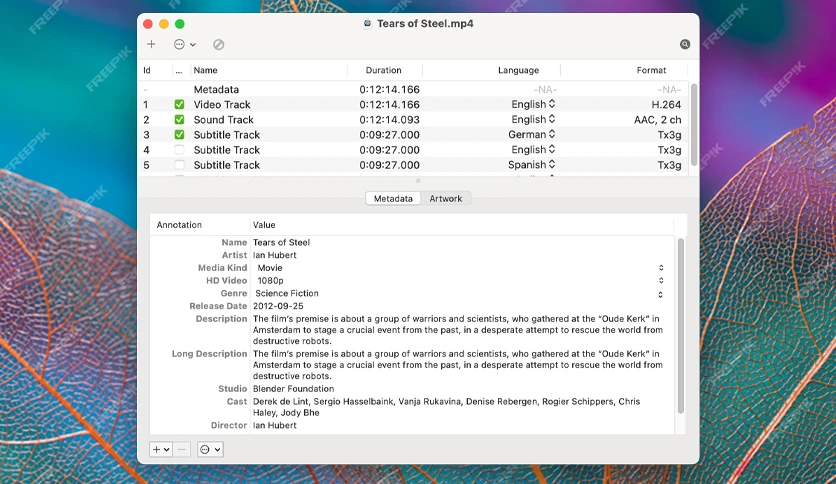 Tears of Steel.mp4
Id ... Name Duration Language Format
- Metadata 0:12:14.166 -NA- -NA-
1 Video Track 0:12:14.166 English H.264
2 Sound Track 0:12:14.093 English AAC, 2 ch
3 Subtitle Track 0:09:27.000 German Tx3g
4 Subtitle Track 0:09:27.000 English Tx3g
5 Subtitle Track 0:09:27.000 Spanish Tx3g
Metadata Artwork
Annotation Value
Name Tears of Steel
Artist Ian Hubert
Media Kind Movie
HD Video 1080p
Genre Science Fiction
Release Date 2012-09-25
Description The film's premise is about a group of warriors and scientists, who gathered at the “Oude Kerk” in
Amsterdam to stage a crucial event from the past, in a desperate attempt to rescue the world from
destructive robots.
Long Description The film's premise is about a group of warriors and scientists, who gathered at the “Oude Kerk” in
Amsterdam to stage a crucial event from the past, in a desperate attempt to rescue the world from
destructive robots.
Studio Blender Foundation
Cast Derek de Lint, Sergio Hasselbaink, Vanja Rukavina, Denise Rebergen, Rogier Schippers, Chris
Haley, Jody Bhe
Director Ian Hubert
FREEPIK
FREEPIK
FREEPIK
FREEPIK
FREEPIK
FREEPIK
FREEPIK
FREEPIK
FREEPIK